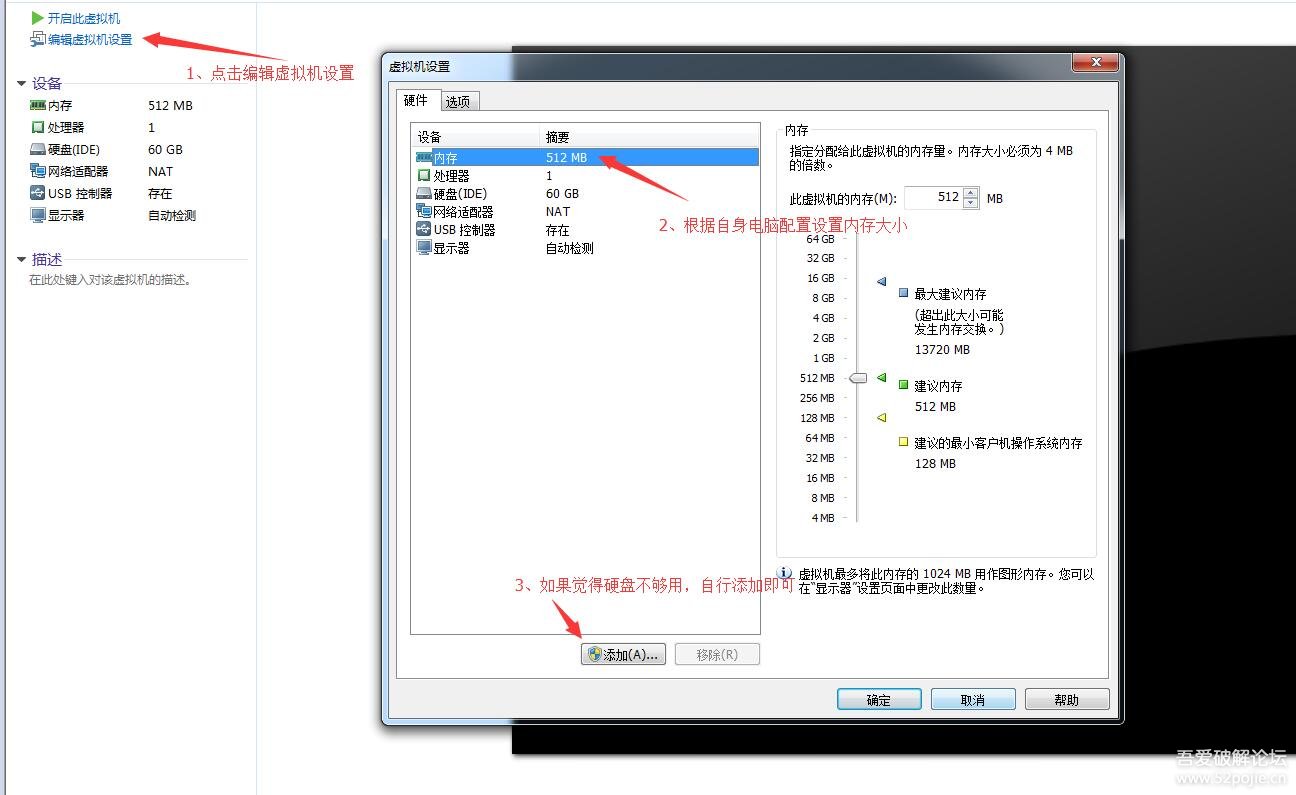 开启此虚拟机
编辑虚拟机设置
1、点击编辑虚拟机设置
设备
内存 512 MB
处理器 1
硬盘(IDE) 60 GB
网络适配器 NAT
USB 控制器 存在
显示器 自动检测
描述
在此处键入对该虚拟机的描述。
虚拟机设置
硬件 选项
设备 摘要
内存 512 MB
处理器 1
硬盘(IDE) 60 GB
网络适配器 NAT
USB 控制器 存在
显示器 自动检测
2、根据自身电脑配置设置内存大小
3、如果觉得硬盘不够用，自行添加即可
添加(A)... 移除(R)
内存
指定分配给此虚拟机的内存量。内存大小必须为 4 MB
的倍数。
此虚拟机的内存(M): 512 MB
64 GB
32 GB
16 GB
8 GB
4 GB
2 GB
1 GB
512 MB
256 MB
128 MB
64 MB
32 MB
16 MB
8 MB
4 MB
最大建议内存
(超出此大小可能
发生内存交换。)
13720 MB
建议内存
512 MB
建议的最小客户机操作系统内存
128 MB
虚拟机最多将此内存的 1024 MB 用作图形内存。您可以
在"显示器"设置页面中更改此数量。
确定 取消 帮助
吾爱破解论坛
www.52pojie.cn